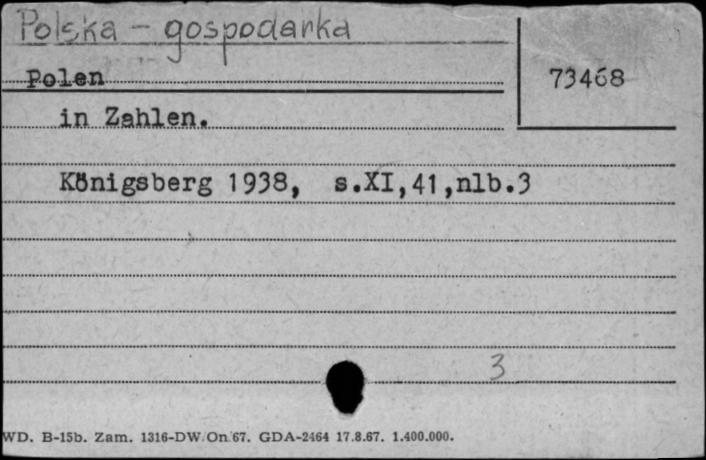 Polska - gospodarka
Polen
73468
in Zahlen.
Königsberg 1938, s.XI,41,nlb.3
3
WD. B-15b. Zam. 1316-DW/On/67. GDA-2464 17.8.67. 1.400.000.